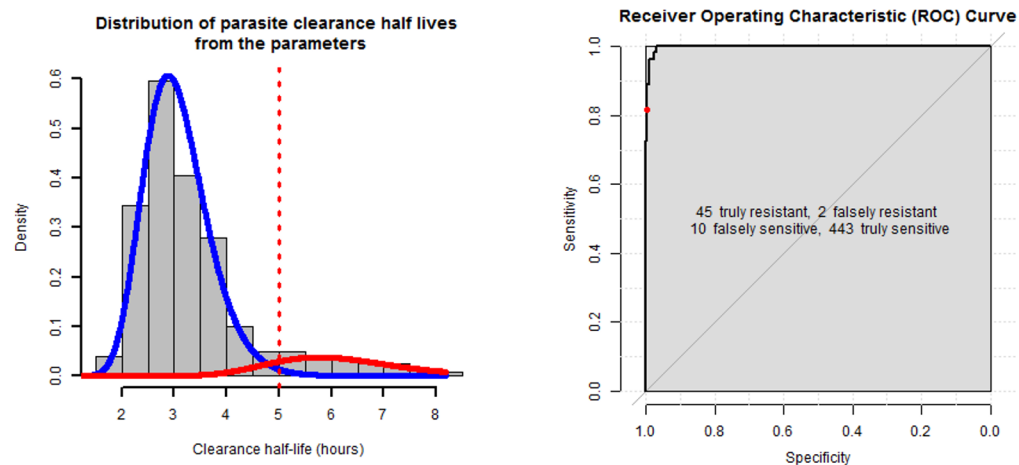 Distribution of parasite clearance half lives
from the parameters
Density
0.0
0.1
0.2
0.3
0.4
0.5
0.6
2 3 4 5 6 7 8
Clearance half-life (hours)
Receiver Operating Characteristic (ROC) Curve
Sensitivity
0.0
0.2
0.4
0.6
0.8
1.0
45 truly resistant, 2 falsely resistant
10 falsely sensitive, 443 truly sensitive
1.0 0.8 0.6 0.4 0.2 0.0
Specificity